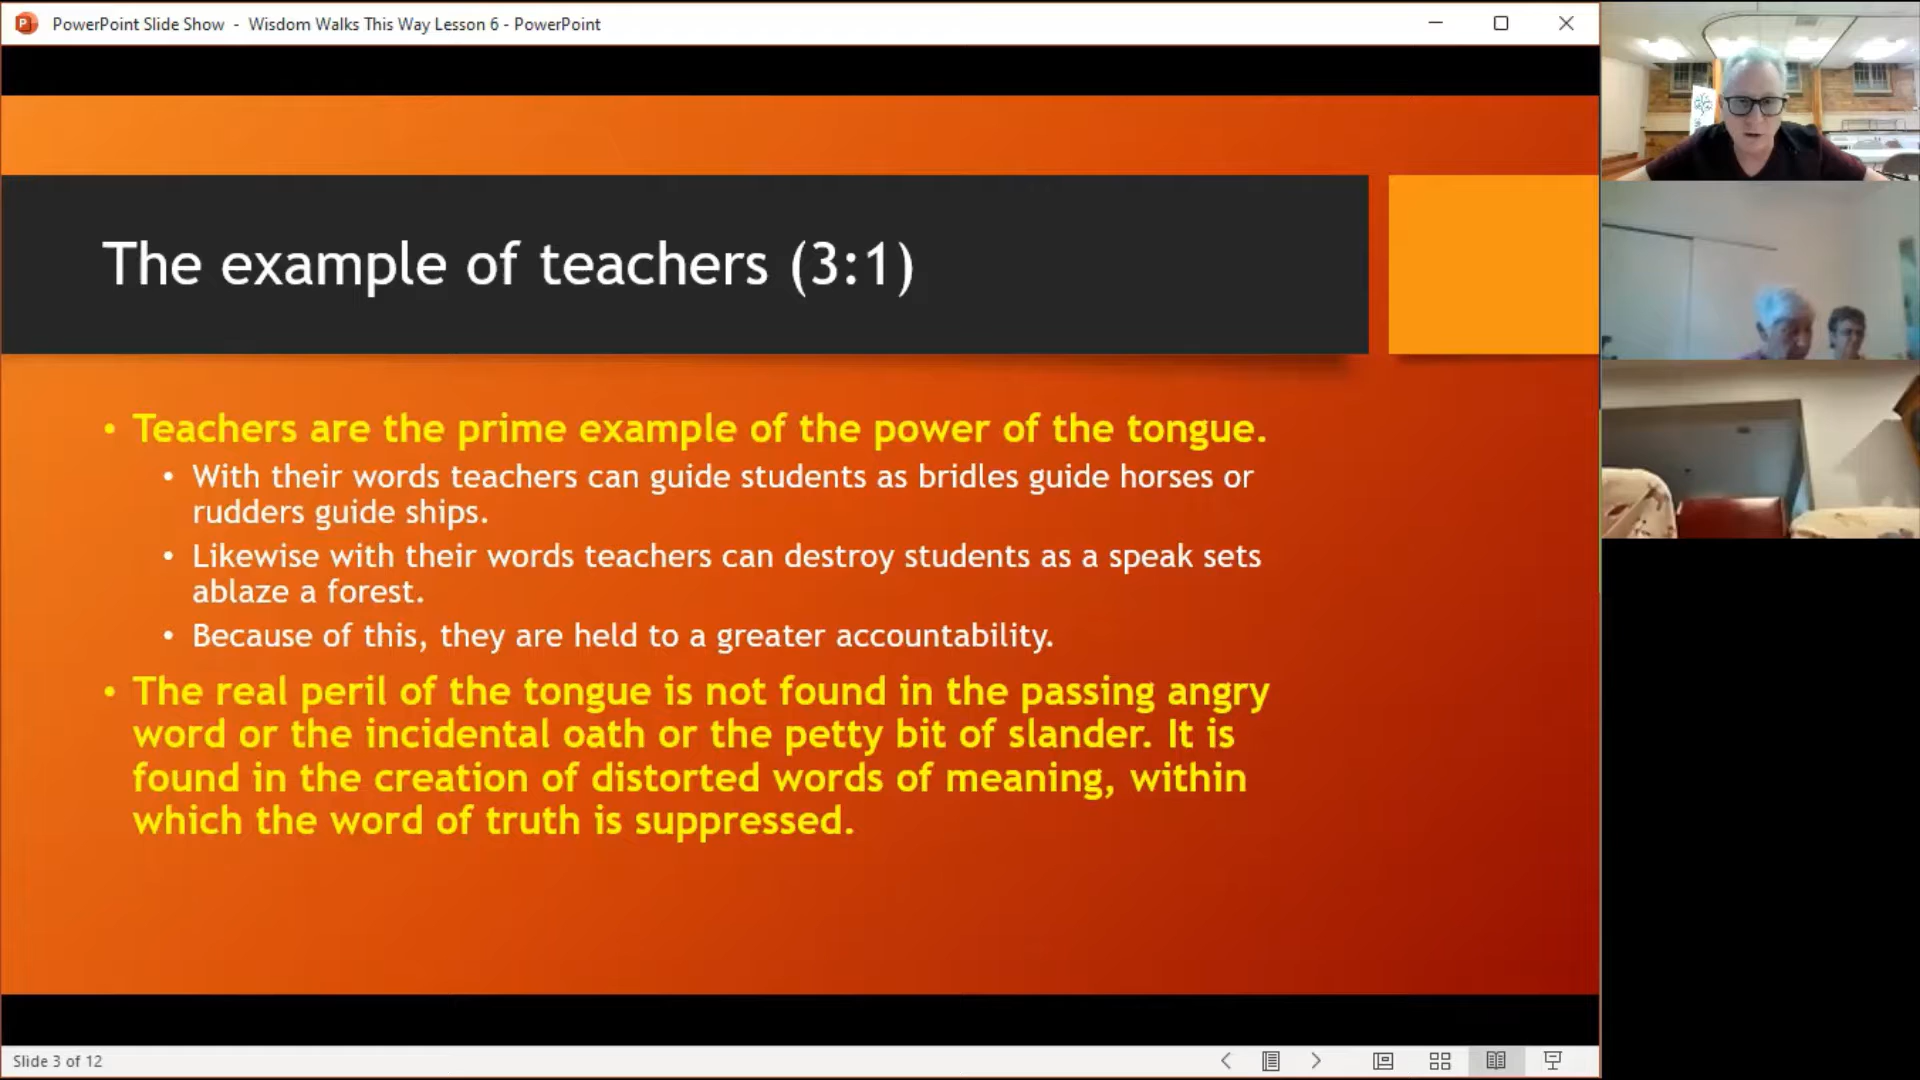 PowerPoint Slide Show - Wisdom Walks This Way Lesson 6 - PowerPoint
The example of teachers (3:1)
• Teachers are the prime example of the power of the tongue.
• With their words teachers can guide students as bridles guide horses or
rudders guide ships.
• Likewise with their words teachers can destroy students as a speak sets
ablaze a forest.
• Because of this, they are held to a greater accountability.
• The real peril of the tongue is not found in the passing angry
word or the incidental oath or the petty bit of slander. It is
found in the creation of distorted words of meaning, within
which the word of truth is suppressed.
Slide 3 of 12